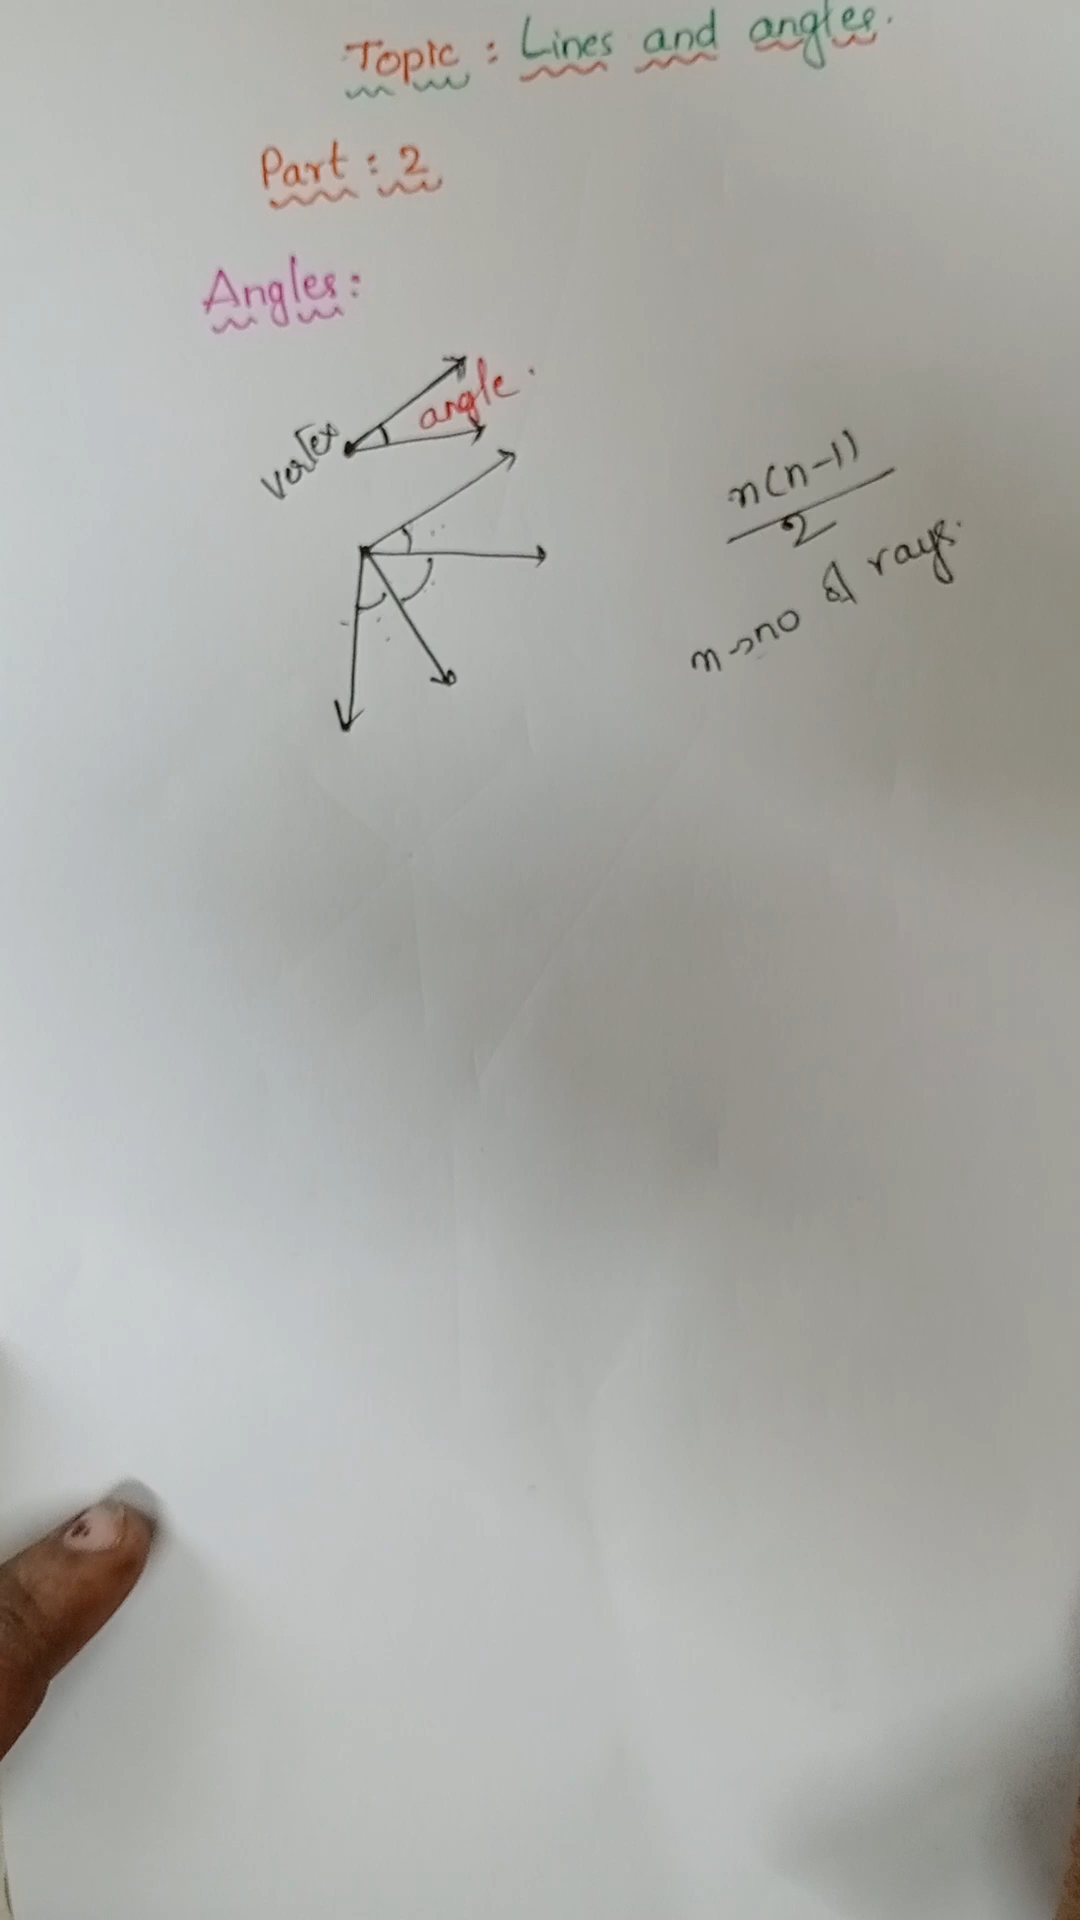 Topic : Lines and angles.
Part : 2
Angles:
vertex
angle.
n(n-1)
2
n→no of rays.